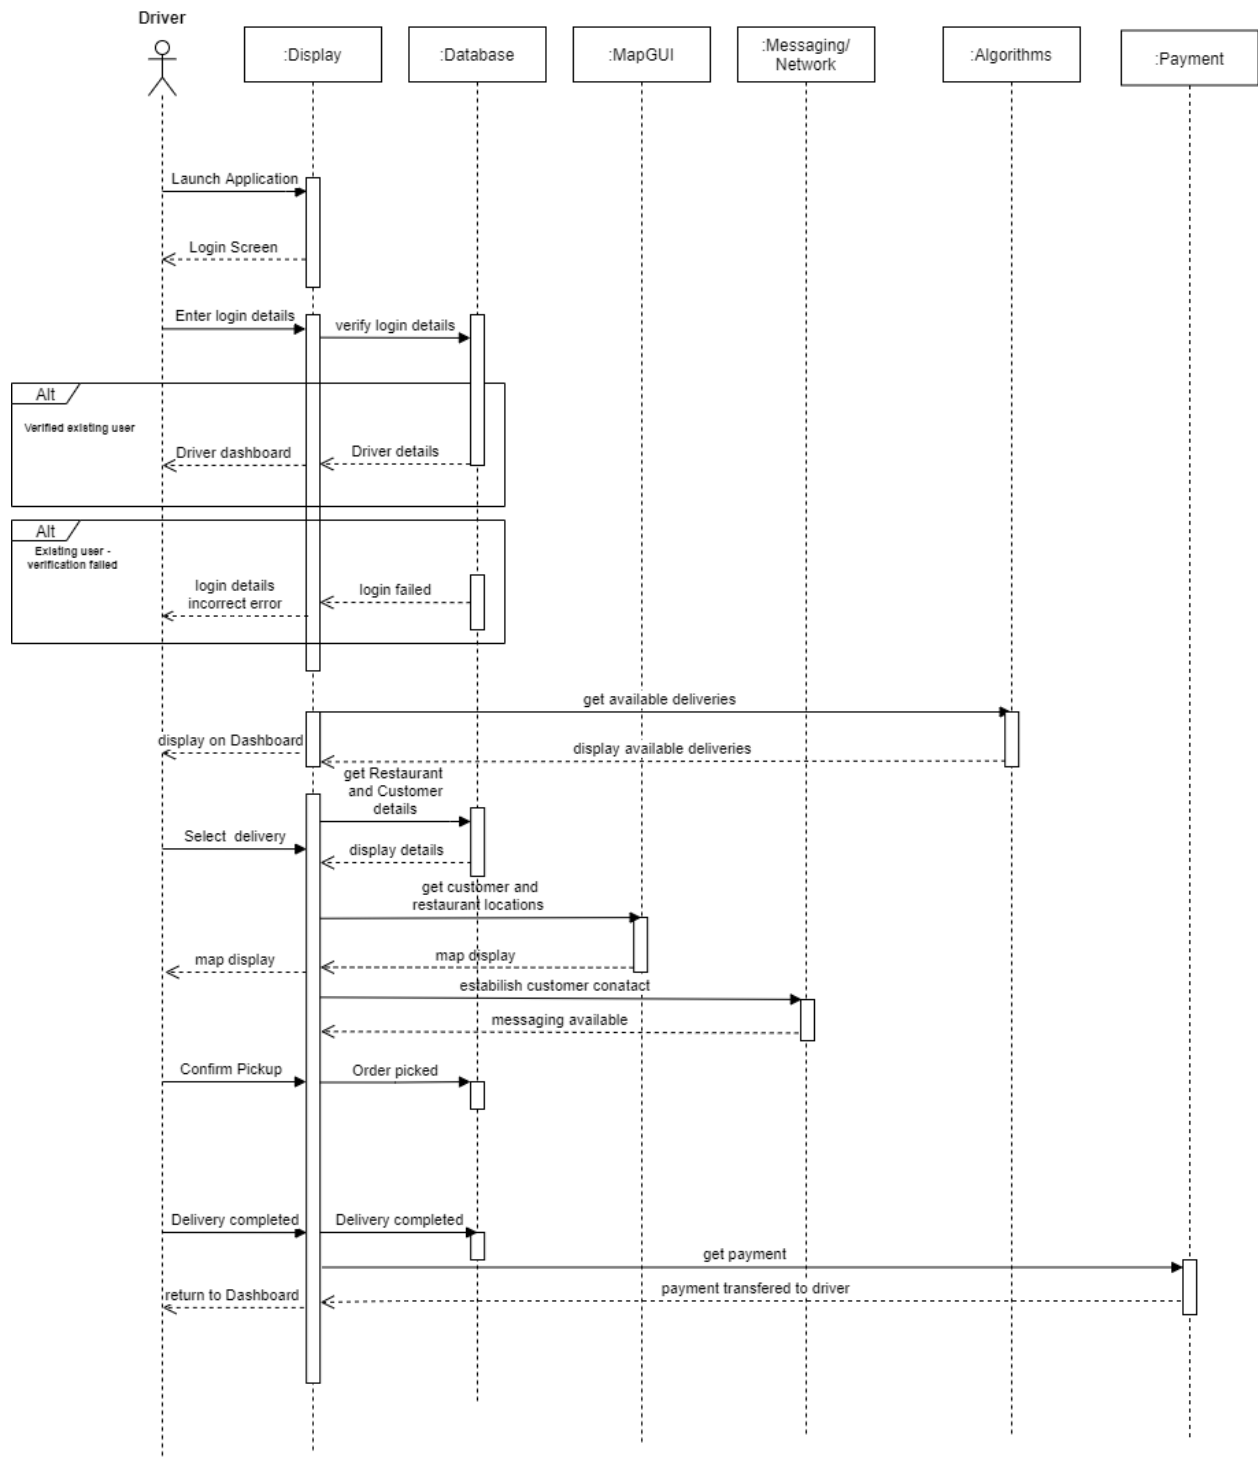 Driver
:Display
:Database
:MapGUI
:Messaging/
Network
:Algorithms
:Payment
Launch Application
Login Screen
Enter login details
verify login details
Alt
Verified existing user
Driver dashboard
Driver details
Alt
Existing user -
verification failed
login details
incorrect error
login failed
get available deliveries
display on Dashboard
display available deliveries
get Restaurant
and Customer
details
Select delivery
display details
get customer and
restaurant locations
map display
map display
estabilish customer conatact
messaging available
Confirm Pickup
Order picked
Delivery completed
Delivery completed
get payment
return to Dashboard
payment transfered to driver